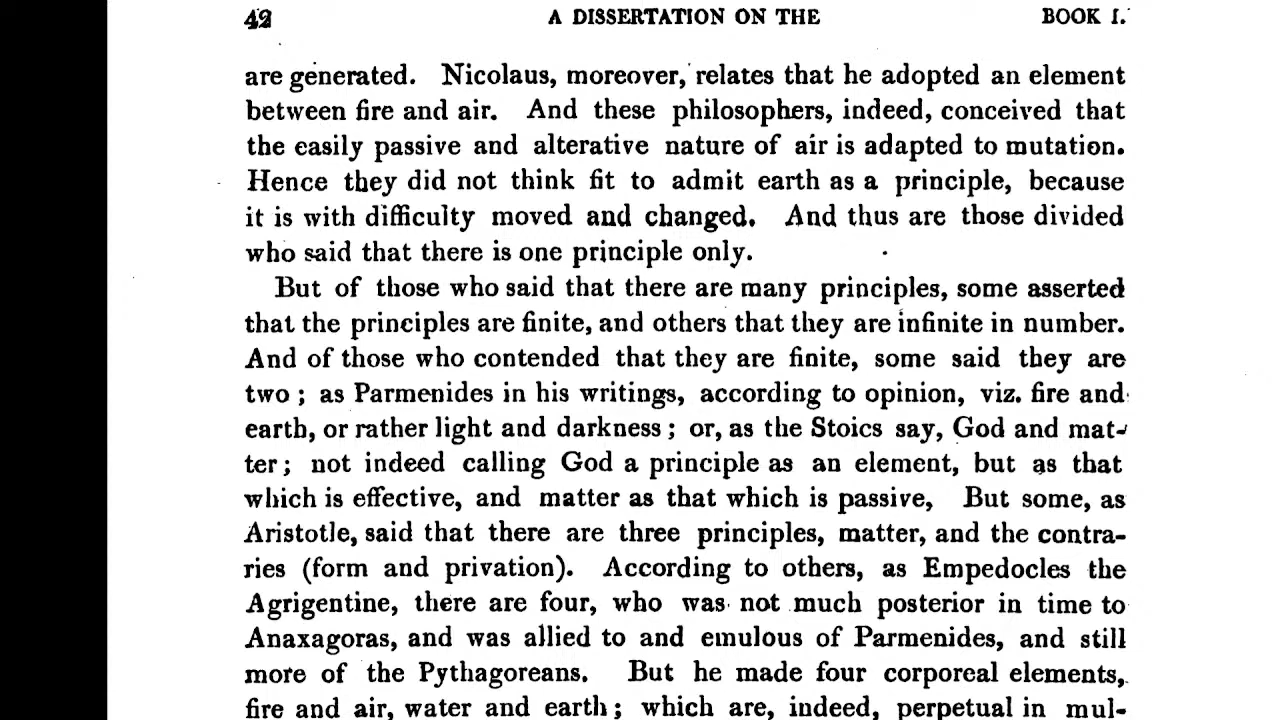 42 A DISSERTATION ON THE BOOK I.
are generated. Nicolaus, moreover, relates that he adopted an element
between fire and air. And these philosophers, indeed, conceived that
the easily passive and alterative nature of air is adapted to mutation.
Hence they did not think fit to admit earth as a principle, because
it is with difficulty moved and changed. And thus are those divided
who said that there is one principle only.
But of those who said that there are many principles, some asserted
that the principles are finite, and others that they are infinite in number.
And of those who contended that they are finite, some said they are
two ; as Parmenides in his writings, according to opinion, viz. fire and
earth, or rather light and darkness ; or, as the Stoics say, God and mat-
ter ; not indeed calling God a principle as an element, but as that
which is effective, and matter as that which is passive, But some, as
Aristotle, said that there are three principles, matter, and the contra-
ries (form and privation). According to others, as Empedocles the
Agrigentine, there are four, who was not much posterior in time to
Anaxagoras, and was allied to and emulous of Parmenides, and still
more of the Pythagoreans. But he made four corporeal elements,
fire and air, water and earth ; which are, indeed, perpetual in mul-